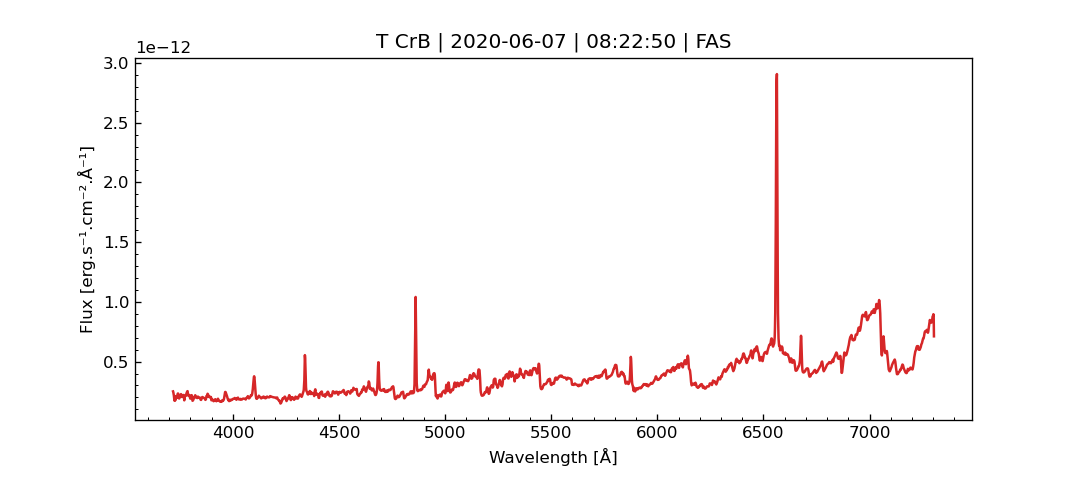 T CrB | 2020-06-07 | 08:22:50 | FAS
1e−12
3.0
2.5
2.0
1.5
1.0
0.5
Flux [erg.s⁻¹.cm⁻².Å⁻¹]
4000 4500 5000 5500 6000 6500 7000
Wavelength [Å]